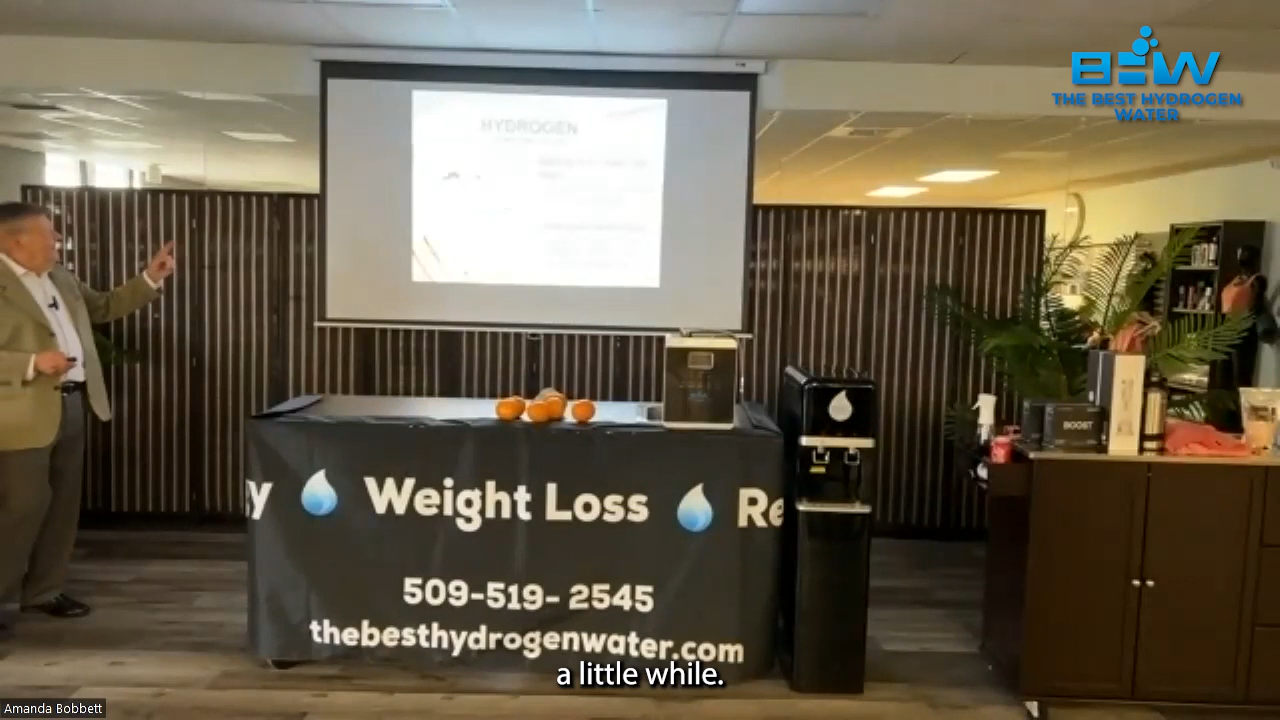 BHW
THE BEST HYDROGEN
WATER
HYDROGEN
BOOST
y Weight Loss Re
509-519- 2545
thebesthydrogenwater.com
a little while.
Amanda Bobbett